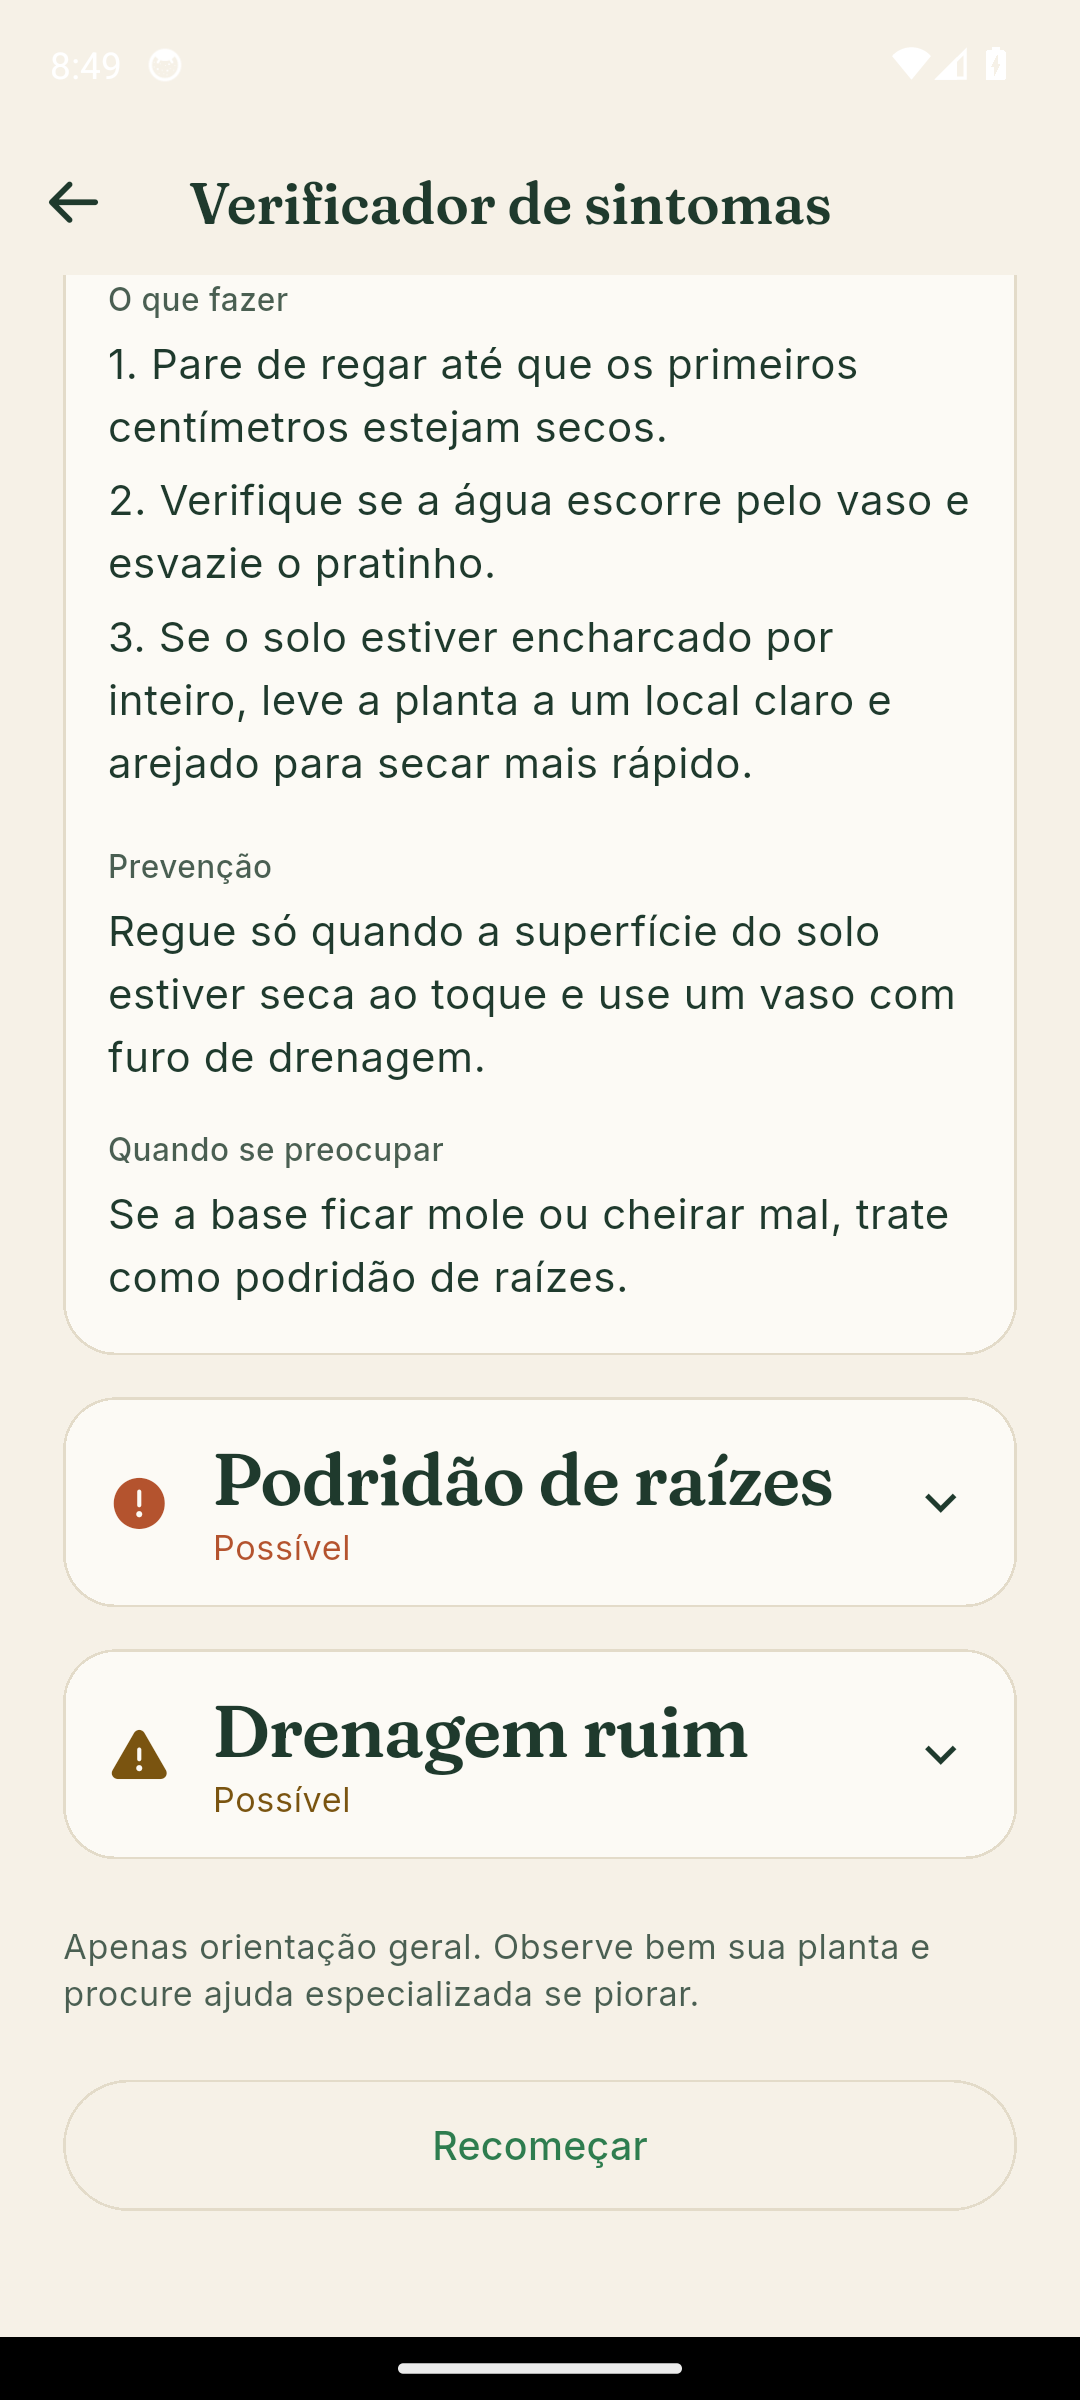 8:49
Verificador de sintomas
O que fazer
1. Pare de regar até que os primeiros
centímetros estejam secos.
2. Verifique se a água escorre pelo vaso e
esvazie o pratinho.
3. Se o solo estiver encharcado por
inteiro, leve a planta a um local claro e
arejado para secar mais rápido.
Prevenção
Regue só quando a superfície do solo
estiver seca ao toque e use um vaso com
furo de drenagem.
Quando se preocupar
Se a base ficar mole ou cheirar mal, trate
como podridão de raízes.
Podridão de raízes
Possível
Drenagem ruim
Possível
Apenas orientação geral. Observe bem sua planta e
procure ajuda especializada se piorar.
Recomeçar